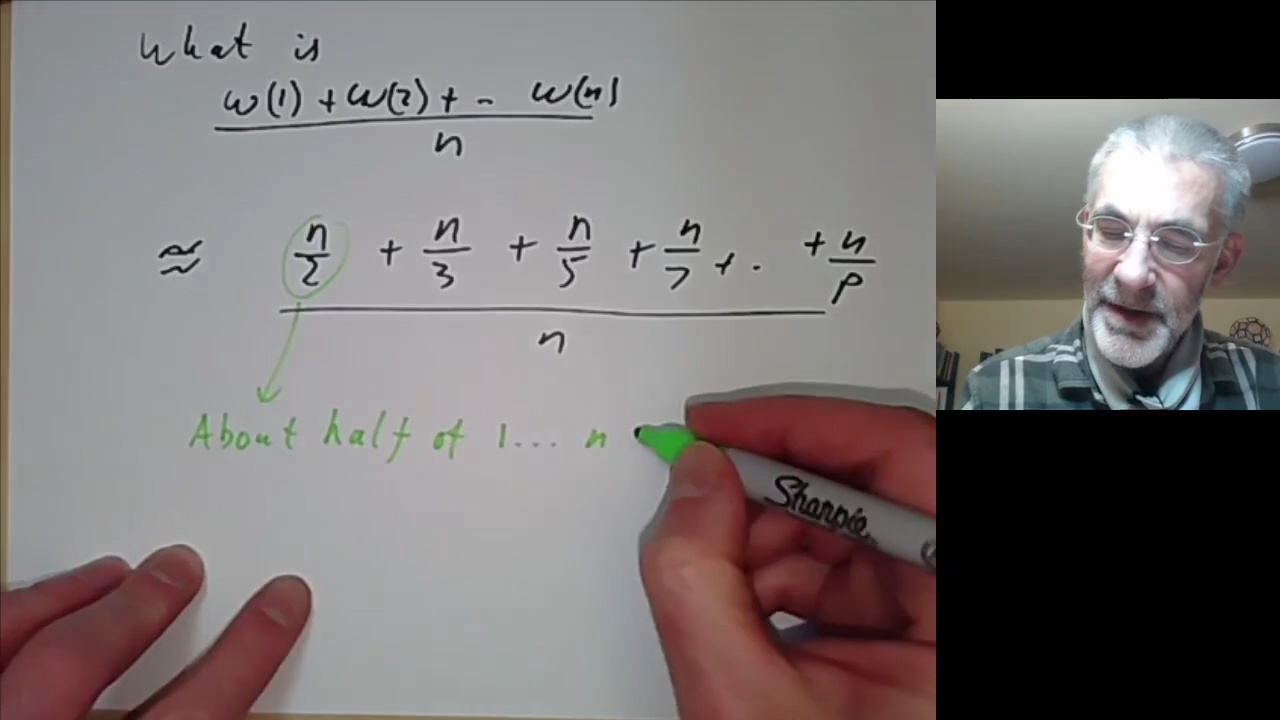 What is
ω(1) + ω(2) + - ω(n)
n
≈ n/2 + n/3 + n/5 + n/7 + . + n/p
n
About half of 1... n
Sharpie